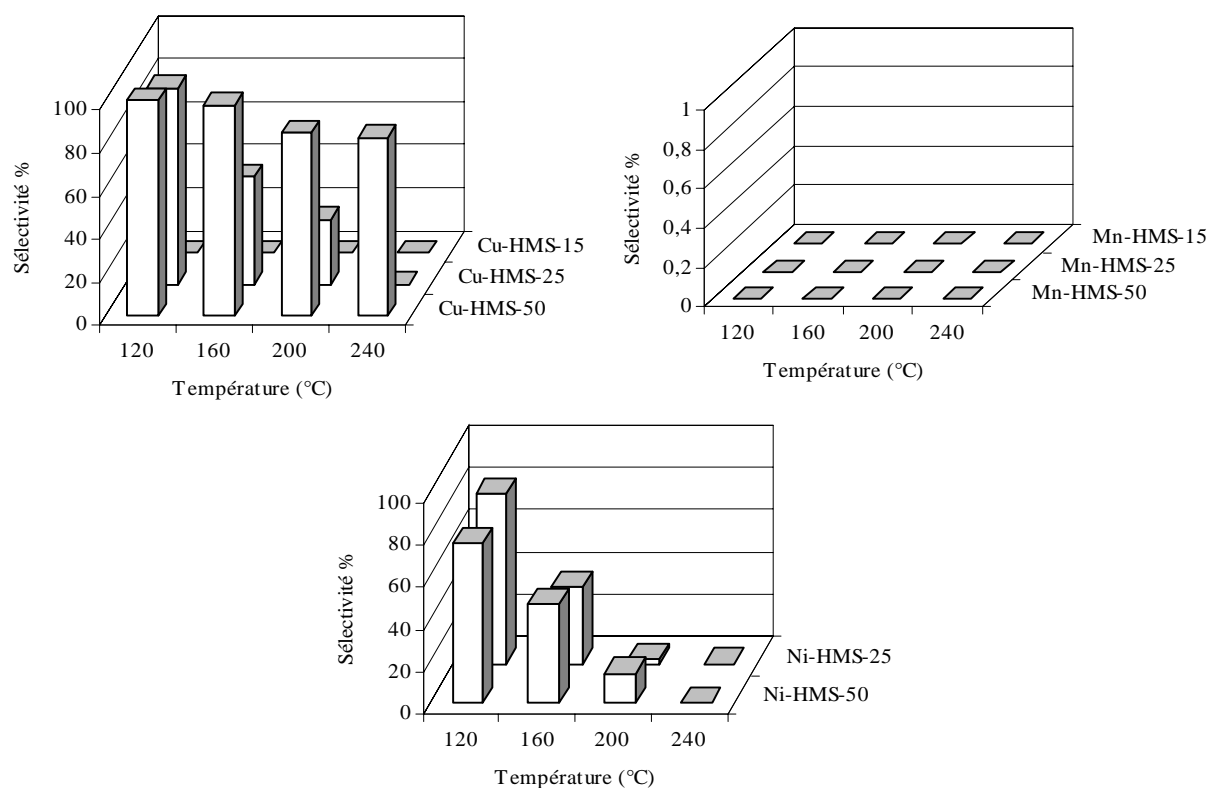 100
80
60
40
20
0
Sélectivité %
Cu-HMS-15
Cu-HMS-25
Cu-HMS-50
120 160 200 240
Température (°C)
1
0,8
0,6
0,4
0,2
0
Sélectivité %
Mn-HMS-15
Mn-HMS-25
Mn-HMS-50
120 160 200 240
Température (°C)
100
80
60
40
20
0
Sélectivité %
Ni-HMS-25
Ni-HMS-50
120 160 200 240
Température (°C)